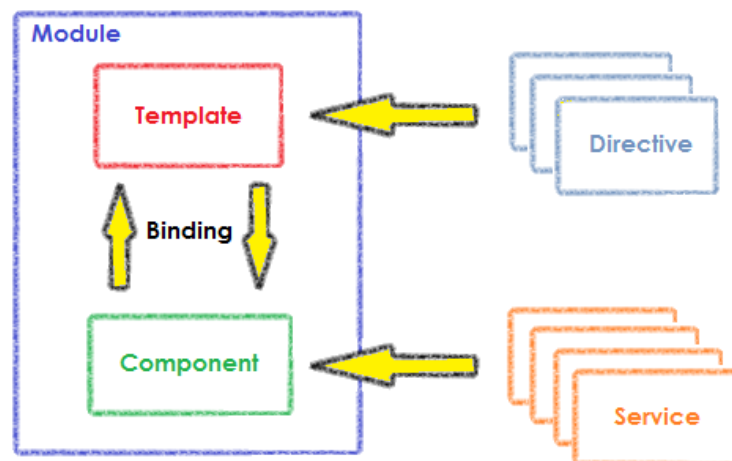 Module
Template
Directive
Binding
Component
Service